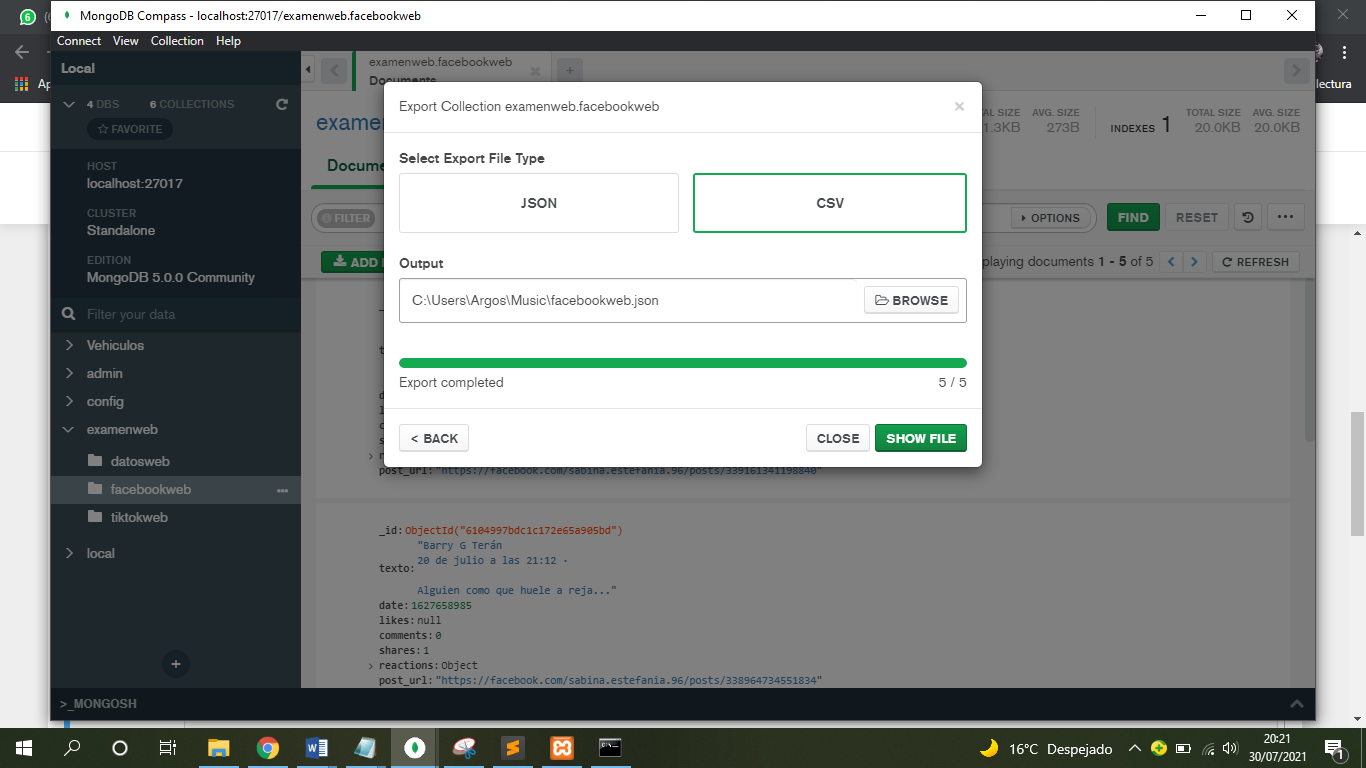 MongoDB Compass - localhost:27017/examenweb.facebookweb
Connect View Collection Help
Local
4 DBS 6 COLLECTIONS
FAVORITE
HOST
localhost:27017
CLUSTER
Standalone
EDITION
MongoDB 5.0.0 Community
Filter your data
Vehiculos
admin
config
examenweb
datosweb
facebookweb
tiktokweb
local
>_MONGOSH
examenweb.facebookweb
Documents
AVG. SIZE
1.3KB 273B
INDEXES 1
TOTAL SIZE AVG. SIZE
20.0KB 20.0KB
FILTER
OPTIONS
FIND
RESET
playing documents 1 - 5 of 5
REFRESH
Export Collection examenweb.facebookweb
Select Export File Type
JSON
CSV
Output
C:\Users\Argos\Music\facebookweb.json
BROWSE
Export completed 5 / 5
< BACK
CLOSE
SHOW FILE
post_url: "https://facebook.com/sabina.estefania.96/posts/339161341198840"
_id: ObjectId("6104997bdc1c172e65a905bd")
"Barry G Terán
20 de julio a las 21:12 ·
texto:
Alguien como que huele a reja..."
date: 1627658985
likes: null
comments: 0
shares: 1
reactions: Object
post_url: "https://facebook.com/sabina.estefania.96/posts/338964734551834"
lectura
16°C Despejado
20:21
30/07/2021
1